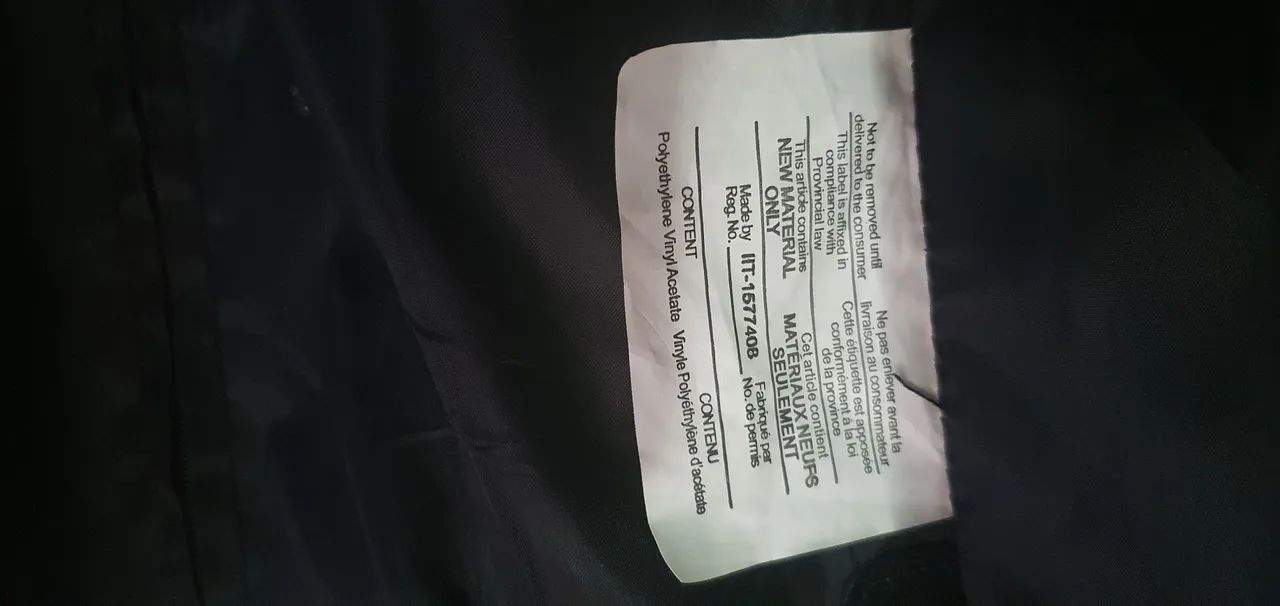 Not to be removed until
delivered to the consumer
This label is affixed in
compliance with
Provincial law
This article contains
NEW MATERIAL
ONLY
Made by
Reg. No. IIT-157740B
CONTENT
Polyethylene Vinyl Acetate
Ne pas enlever avant la
livraison au consommateur
Cette étiquette est apposée
conformément à la loi
de la province
Cet article contient
MATÉRIAUX NEUFS
SEULEMENT
Fabriqué par
No. de permis
CONTENU
Vinyle Polyéthylène d'acétate